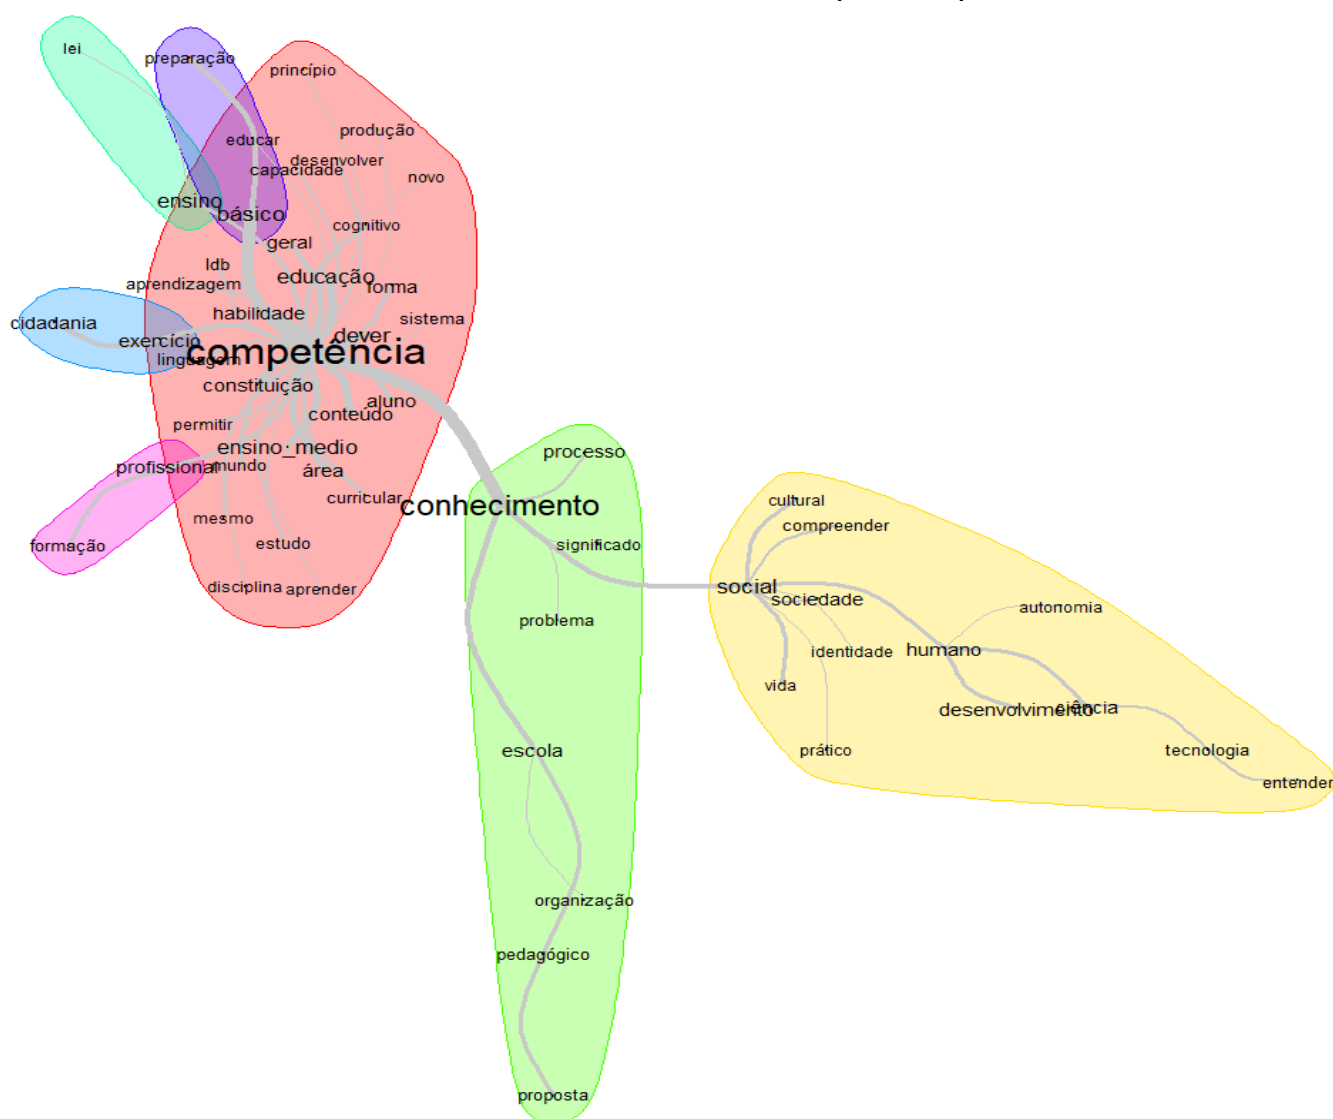 lei
preparação
princípio
produção
educar
desenvolver
capacidade
novo
ensino
básico
cognitivo
geral
ldb
educação
aprendizagem
forma
habilidade
sistema
cidadania
dever
exercício
competência
linguagem
constituição
aluno
conteúdo
permitir
ensino_medio
profissional
mundo
área
curricular
conhecimento
processo
mesmo
estudo
formação
disciplina
aprender
significado
problema
cultural
compreender
social
sociedade
autonomia
identidade
humano
vida
desenvolvimento
ciência
prático
tecnologia
entender
escola
organização
pedagógico
proposta